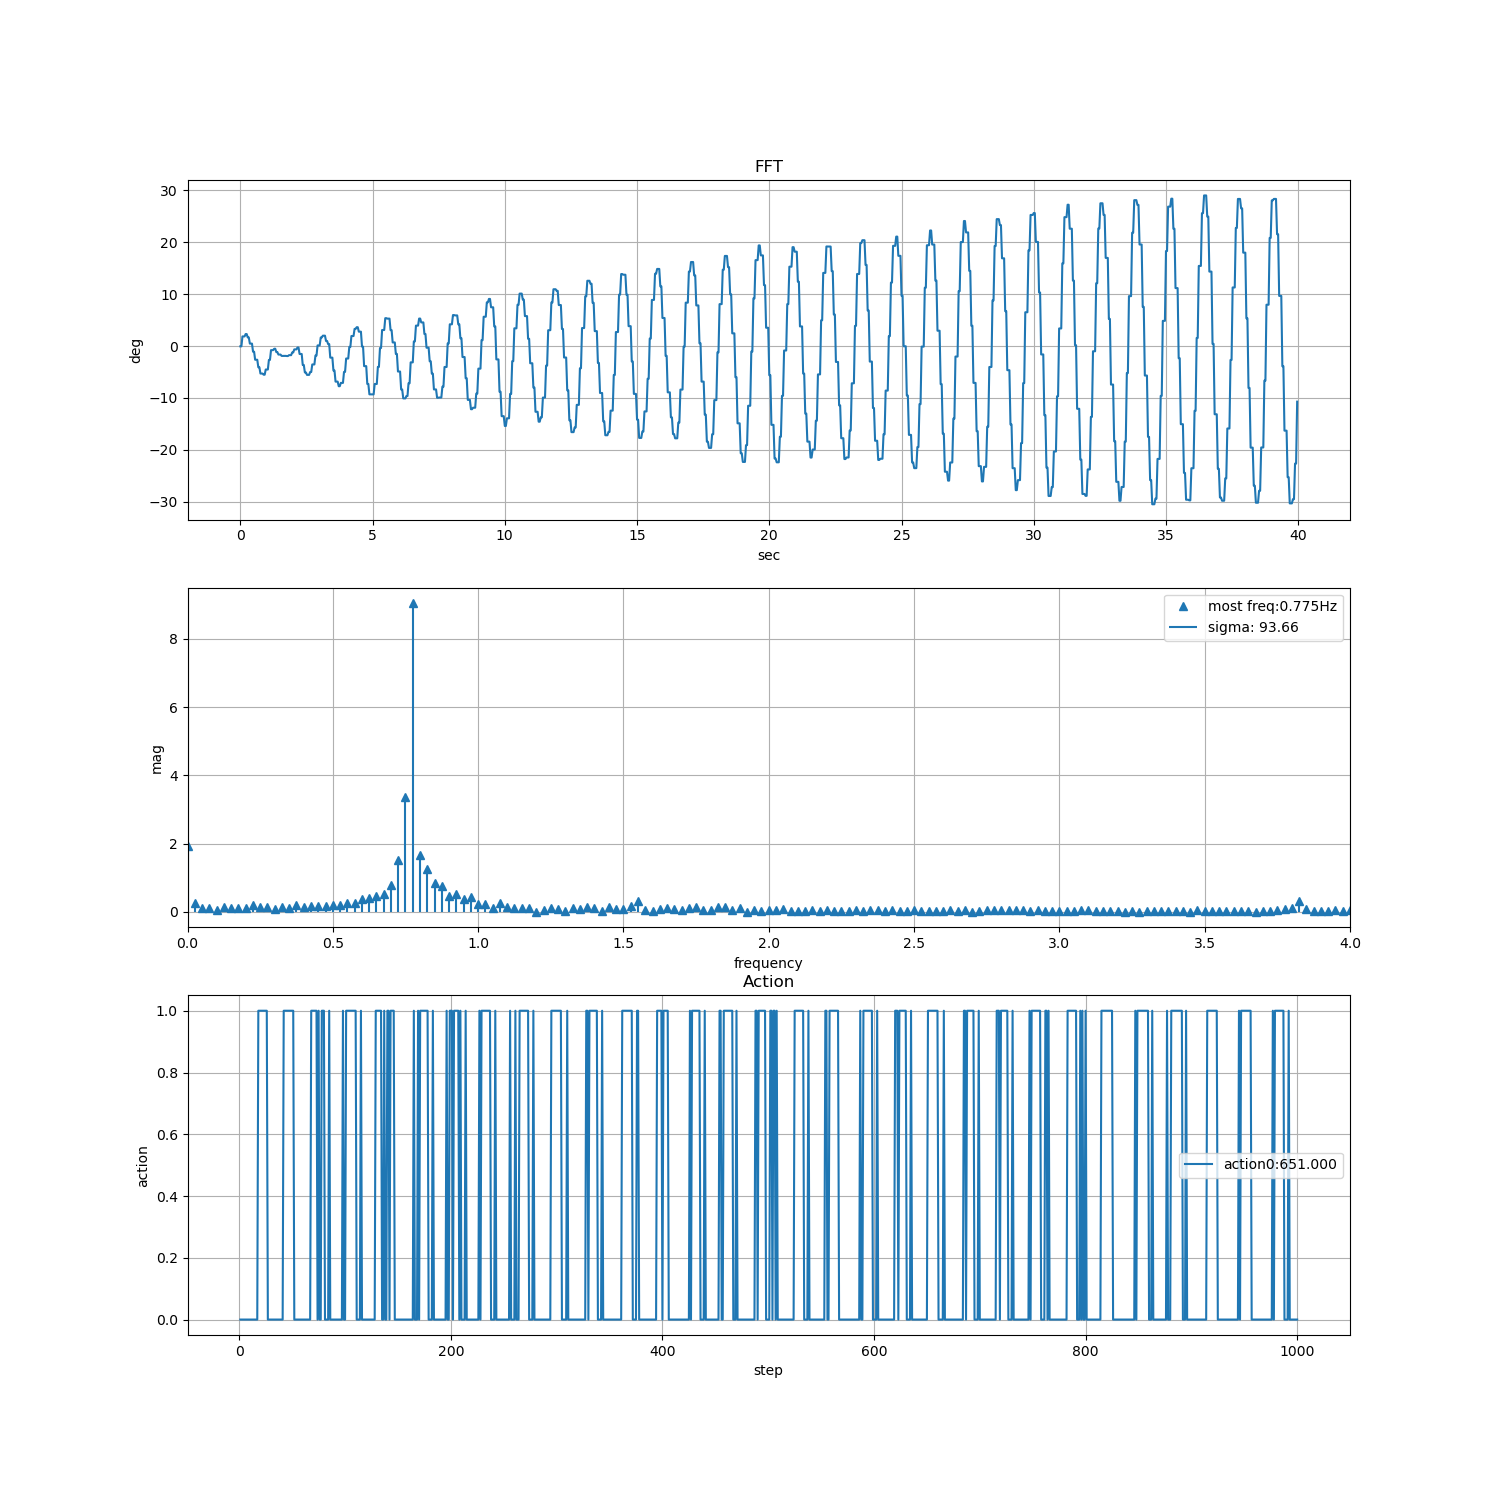 FFT
30
20
10
0
−10
−20
−30
deg
0 5 10 15 20 25 30 35 40
sec
most freq:0.775Hz
sigma: 93.66
8
6
4
2
0
mag
0.0 0.5 1.0 1.5 2.0 2.5 3.0 3.5 4.0
frequency
Action
1.0
0.8
0.6
0.4
0.2
0.0
action
action0:651.000
0 200 400 600 800 1000
step